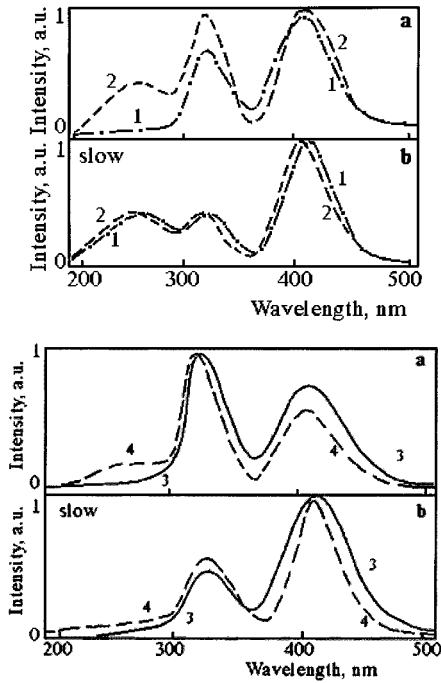 Intensity, a.u.
1
0
a
2
2
1
1
Intensity, a.u.
1
0
slow
b
2
1
1
2
200 300 400 500
Wavelength, nm
Intensity, a.u.
1
0
a
4
3
4
3
Intensity, a.u.
1
0
slow
b
4
3
3
4
200 300 400 500
Wavelength, nm